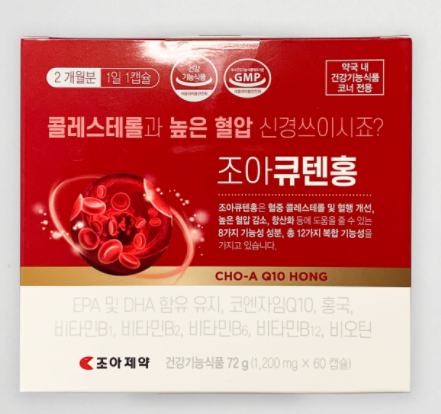 2 개월분 1일 1캡슐
건강
기능식품
GMP
약국 내
건강기능식품
코너 전용
콜레스테롤과 높은 혈압 신경쓰이시죠?
조아큐텐홍
조아큐텐홍은 혈중 콜레스테롤 및 혈행 개선,
높은 혈압 감소, 항산화 등에 도움을 줄 수 있는
8가지 기능성 성분, 총 12가지 복합 기능성을
가지고 있습니다.
CHO-A Q10 HONG
EPA 및 DHA 함유 유지, 코엔자임Q10, 홍국,
비타민B1, 비타민B2, 비타민B6, 비타민B12, 비오틴
조아제약 건강기능식품 72 g (1,200 mg × 60 캡슐)